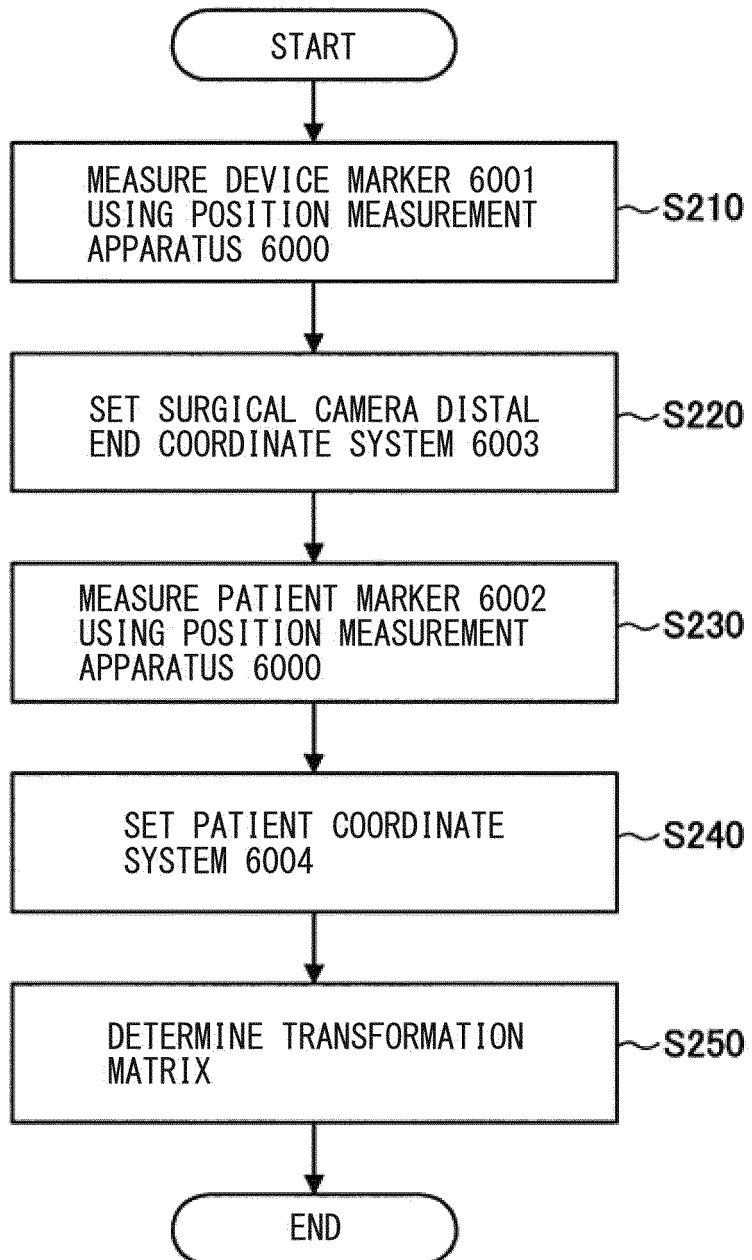 START
MEASURE DEVICE MARKER 6001
USING POSITION MEASUREMENT
APPARATUS 6000
S210
SET SURGICAL CAMERA DISTAL
END COORDINATE SYSTEM 6003
S220
MEASURE PATIENT MARKER 6002
USING POSITION MEASUREMENT
APPARATUS 6000
S230
SET PATIENT COORDINATE
SYSTEM 6004
S240
DETERMINE TRANSFORMATION
MATRIX
S250
END